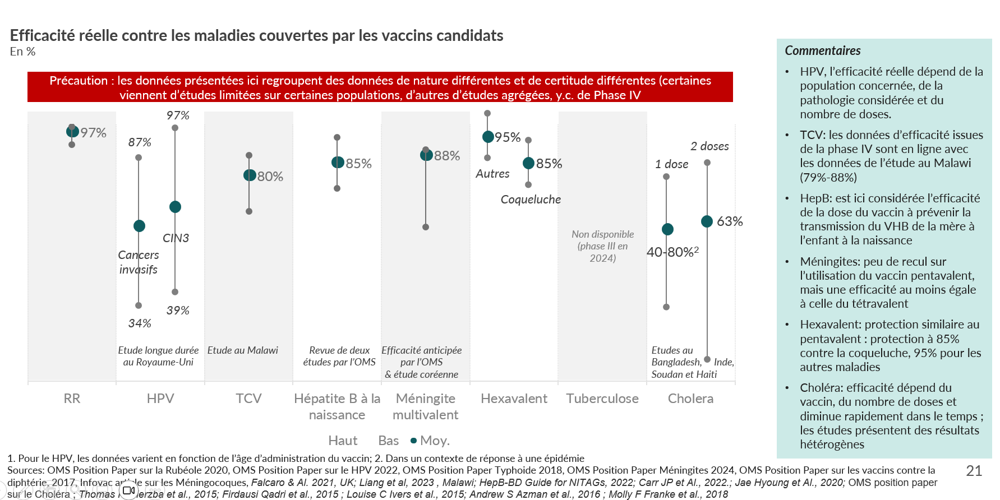 Efficacité réelle contre les maladies couvertes par les vaccins candidats
En %
Précaution : les données présentées ici regroupent des données de nature différentes et de certitude différentes (certaines
viennent d’études limitées sur certaines populations, d’autres d’études agrégées, y.c. de Phase IV
97%
87%
97%
Cancers
invasifs
CIN3
34%
39%
80%
85%
88%
95%
Autres
85%
Coqueluche
Non disponible
(phase III en
2024)
1 dose
2 doses
40-80%²
63%
Etude longue durée
au Royaume-Uni
Etude au Malawi
Revue de deux
études par l’OMS
Efficacité anticipée
par l’OMS
& étude coréenne
Etudes au
Bangladesh, Inde,
Soudan et Haiti
RR
HPV
TCV
Hépatite B à la
naissance
Méningite
multivalent
Hexavalent
Tuberculose
Cholera
Haut Bas Moy.
Commentaires
• HPV, l’efficacité réelle dépend de la
population concernée, de la
pathologie considérée et du
nombre de doses.
• TCV: les données d’efficacité issues
de la phase IV sont en ligne avec
les données de l’étude au Malawi
(79%-88%)
• HepB: est ici considérée l’efficacité
de la dose du vaccin à prévenir la
transmission du VHB de la mère à
l’enfant à la naissance
• Méningites: peu de recul sur
l’utilisation du vaccin pentavalent,
mais une efficacité au moins égale
à celle du tétravalent
• Hexavalent: protection similaire au
pentavalent : protection à 85%
contre la coqueluche, 95% pour les
autres maladies
• Choléra: efficacité dépend du
vaccin, du nombre de doses et
diminue rapidement dans le temps ;
les études présentent des résultats
hétérogènes
1. Pour le HPV, les données varient en fonction de l’âge d’administration du vaccin; 2. Dans un contexte de réponse à une épidémie
Sources: OMS Position Paper sur la Rubéole 2020, OMS Position Paper sur le HPV 2022, OMS Position Paper Typhoide 2018, OMS Position Paper Méningites 2024, OMS Position Paper sur les vaccins contre la
diphtérie, 2017, Infovac article sur les Méningocoques, Falcaro & Al. 2021, UK; Liang et al, 2023 , Malawi; HepB-BD Guide for NITAGs, 2022; Carr JP et Al., 2022.; Jae Hyoung et Al., 2020; OMS position paper
sur le Choléra ; Thomas et al., 2015; Firdausi Qadri et al., 2015 ; Louise C Ivers et al., 2015; Andrew S Azman et al., 2016 ; Molly F Franke et al., 2018
21